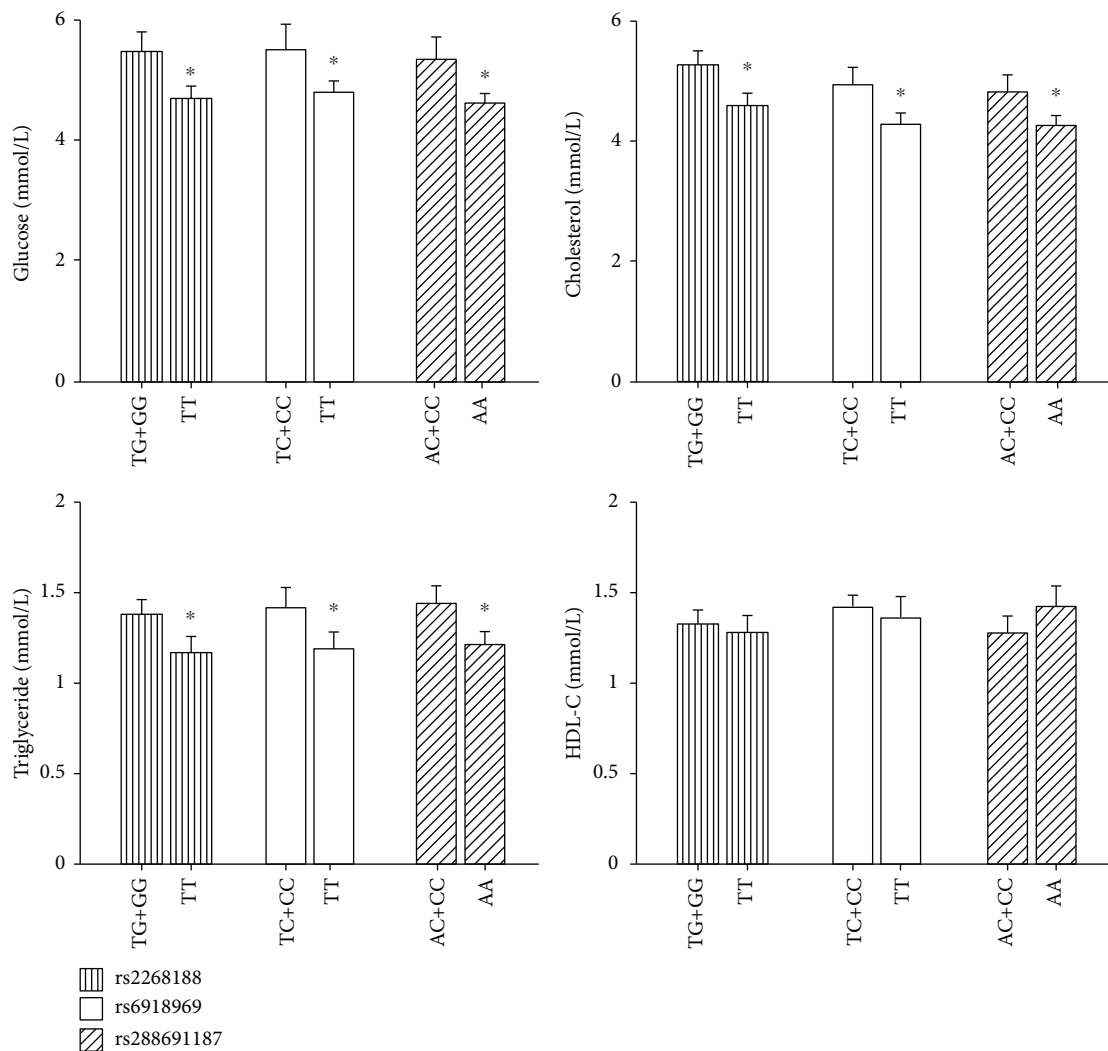 Glucose (mmol/L)
6
4
2
0
*
*
*
TG+GG
TT
TC+CC
TT
AC+CC
AA
Cholesterol (mmol/L)
6
4
2
0
*
*
*
TG+GG
TT
TC+CC
TT
AC+CC
AA
Triglyceride (mmol/L)
2
1.5
1
0.5
0
*
*
*
TG+GG
TT
TC+CC
TT
AC+CC
AA
HDL-C (mmol/L)
2
1.5
1
0.5
0
TG+GG
TT
TC+CC
TT
AC+CC
AA
rs2268188
rs6918969
rs288691187